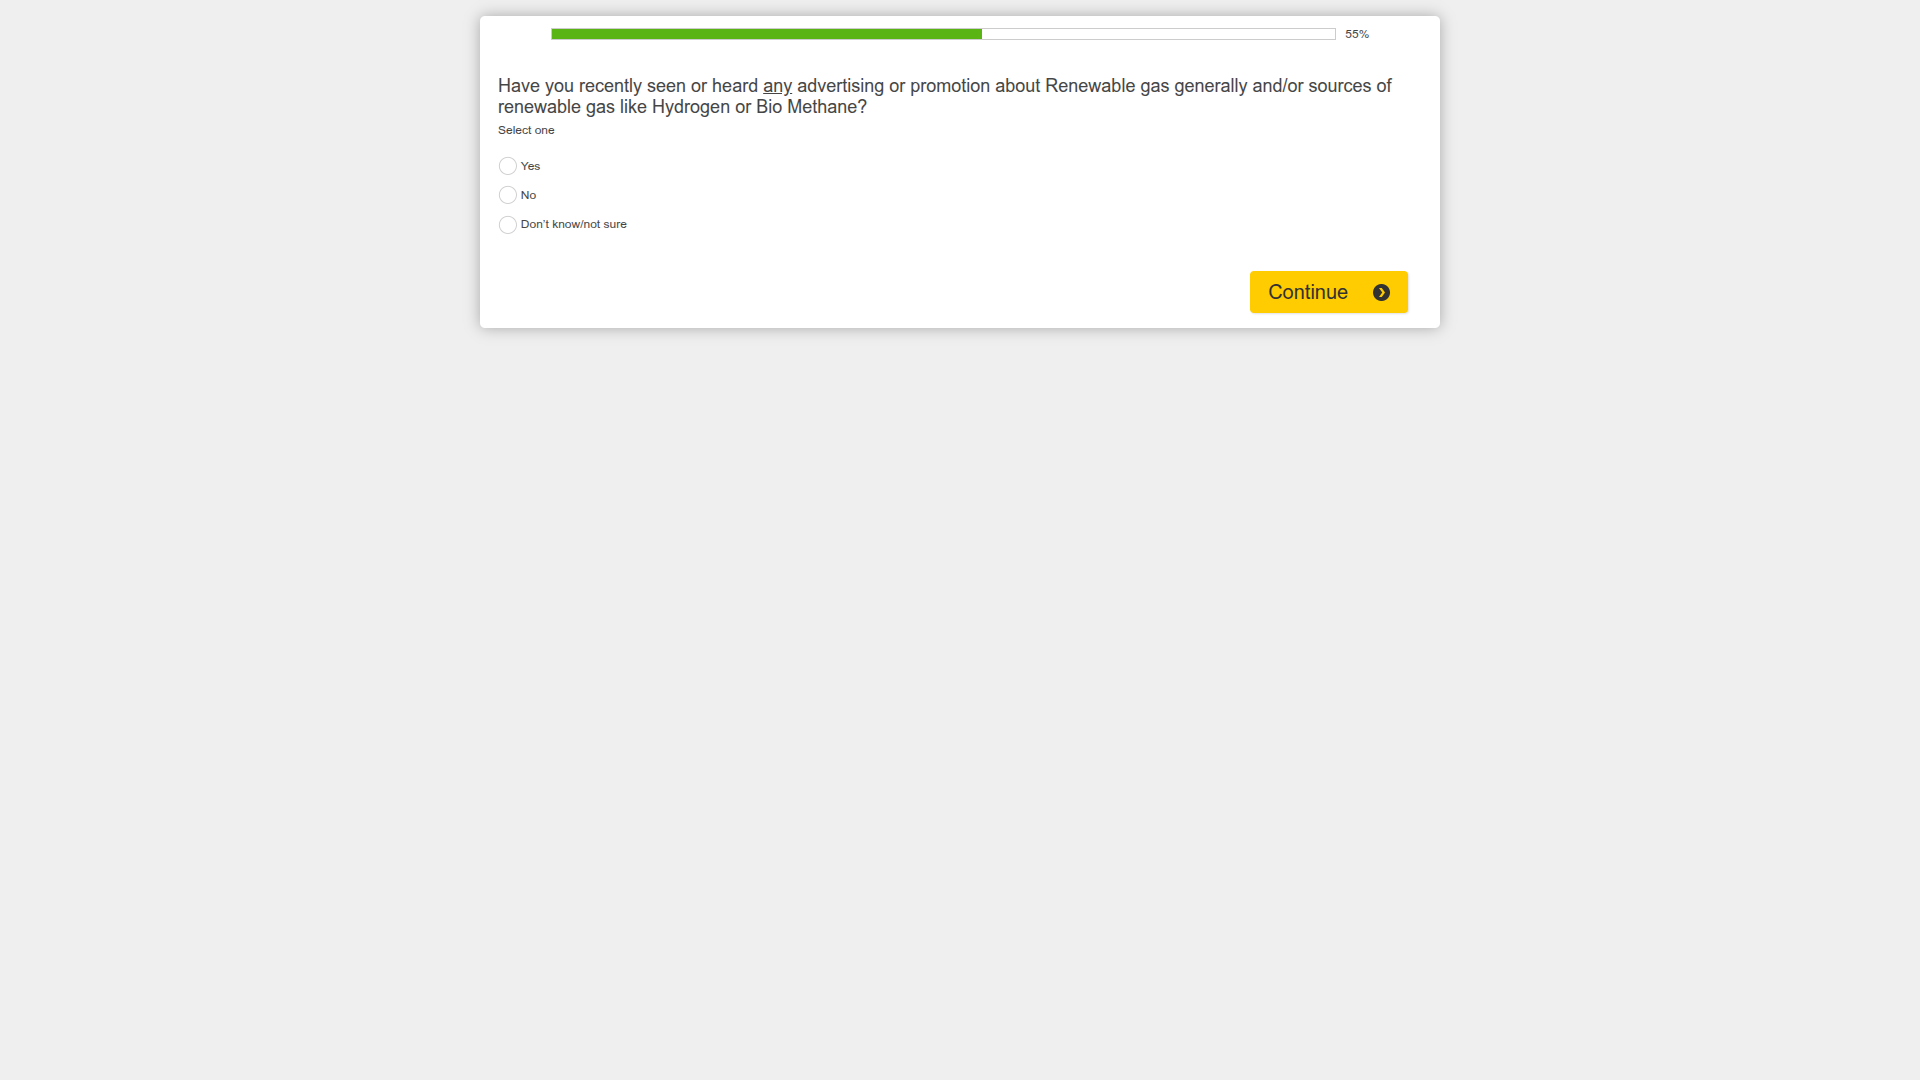 55%
Have you recently seen or heard any advertising or promotion about Renewable gas generally and/or sources of
renewable gas like Hydrogen or Bio Methane?
Select one
Yes
No
Don't know/not sure
Continue